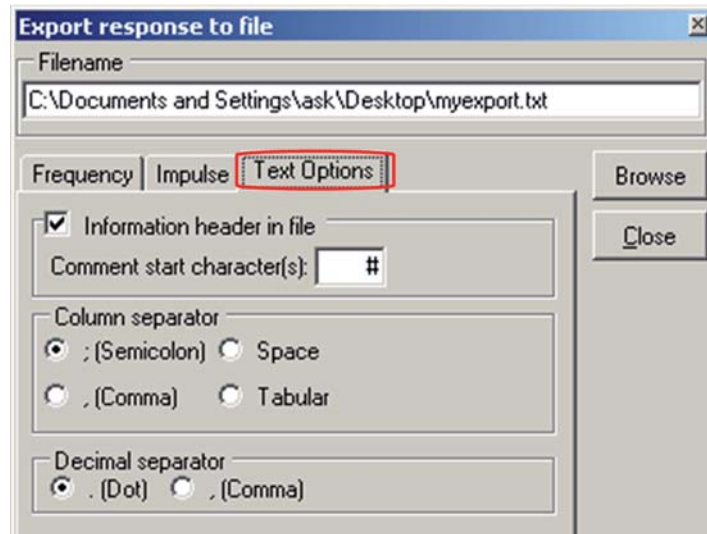 Export response to file
Filename
C:\Documents and Settings\ask\Desktop\myexport.txt
Frequency Impulse Text Options
Browse
Close
Information header in file
Comment start character(s): #
Column separator
; (Semicolon) Space
, (Comma) Tabular
Decimal separator
. (Dot) , (Comma)